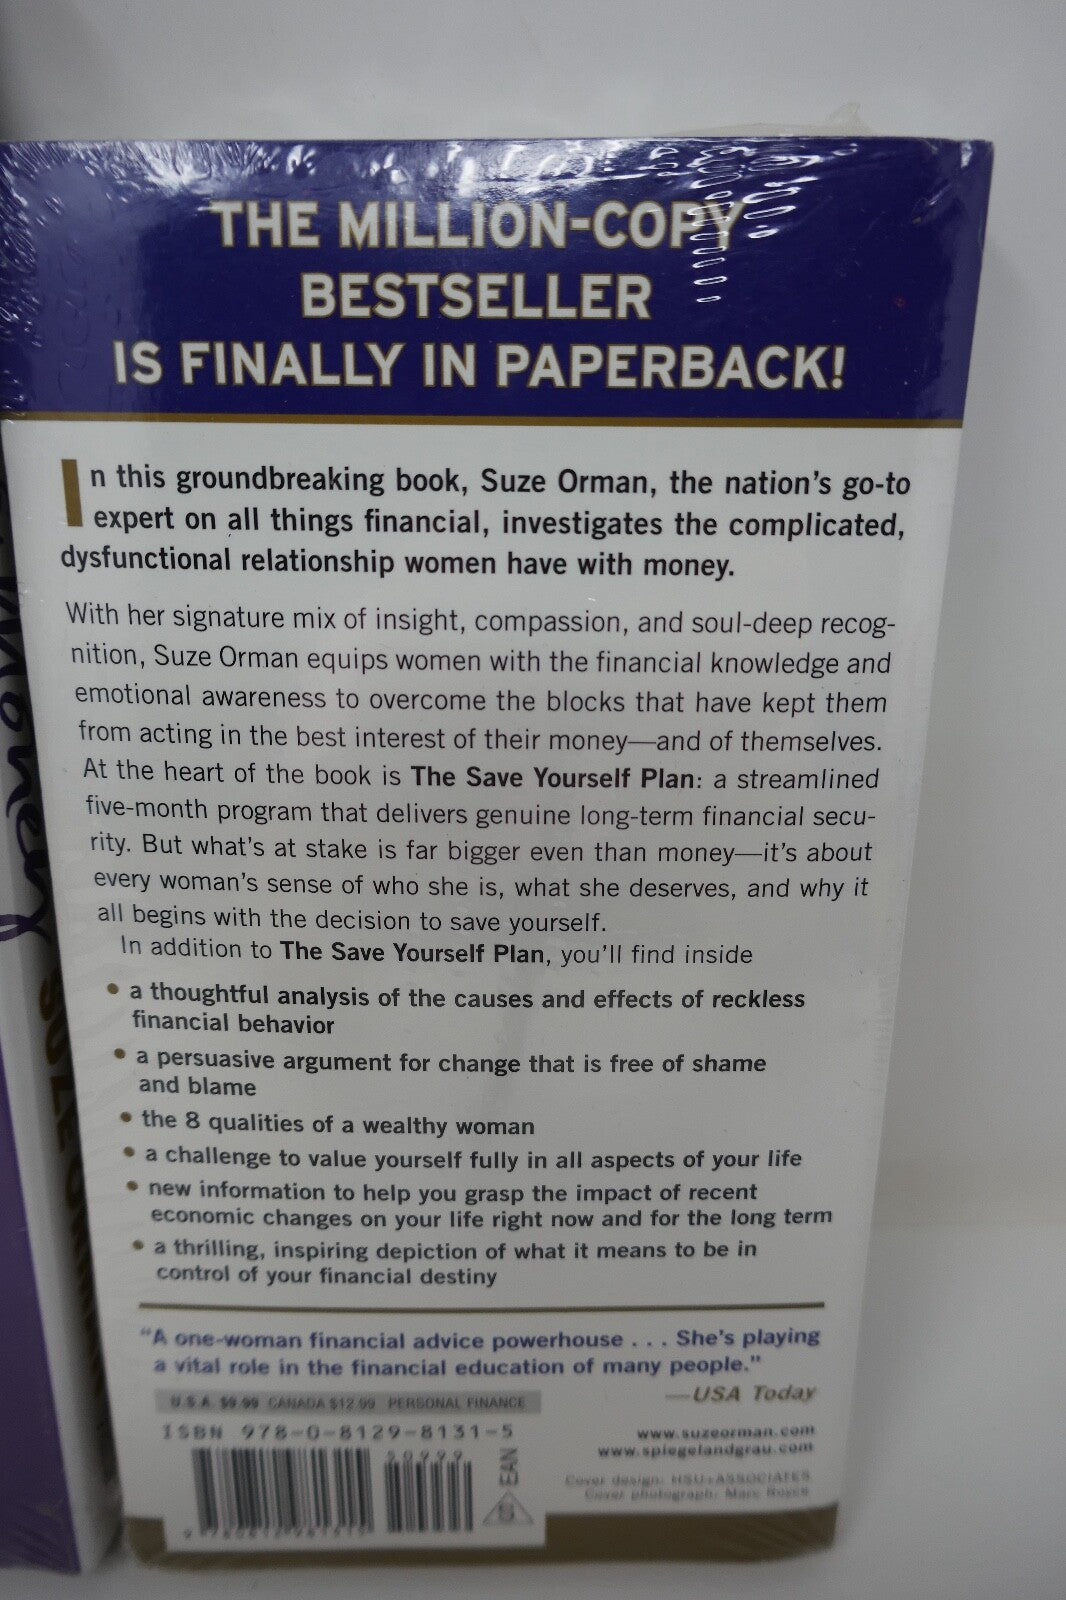 THE MILLION-COPY
BESTSELLER
IS FINALLY IN PAPERBACK!
In this groundbreaking book, Suze Orman, the nation's go-to
expert on all things financial, investigates the complicated,
dysfunctional relationship women have with money.
With her signature mix of insight, compassion, and soul-deep recog-
nition, Suze Orman equips women with the financial knowledge and
emotional awareness to overcome the blocks that have kept them
from acting in the best interest of their money—and of themselves.
At the heart of the book is The Save Yourself Plan: a streamlined
five-month program that delivers genuine long-term financial secu-
rity. But what's at stake is far bigger even than money—it's about
every woman's sense of who she is, what she deserves, and why it
all begins with the decision to save yourself.
In addition to The Save Yourself Plan, you'll find inside
• a thoughtful analysis of the causes and effects of reckless
financial behavior
• a persuasive argument for change that is free of shame
and blame
• the 8 qualities of a wealthy woman
• a challenge to value yourself fully in all aspects of your life
• new information to help you grasp the impact of recent
economic changes on your life right now and for the long term
• a thrilling, inspiring depiction of what it means to be in
control of your financial destiny
"A one-woman financial advice powerhouse . . . She's playing
a vital role in the financial education of many people."
—USA Today
U.S.A. $9.99 CANADA $12.99 PERSONAL FINANCE
ISBN 978-0-8129-8131-5
50999
EAN
www.suzeorman.com
www.spiegelandgrau.com
Cover design: HSU+ASSOCIATES
Cover photograph: Marc Royce
Money
SUZE